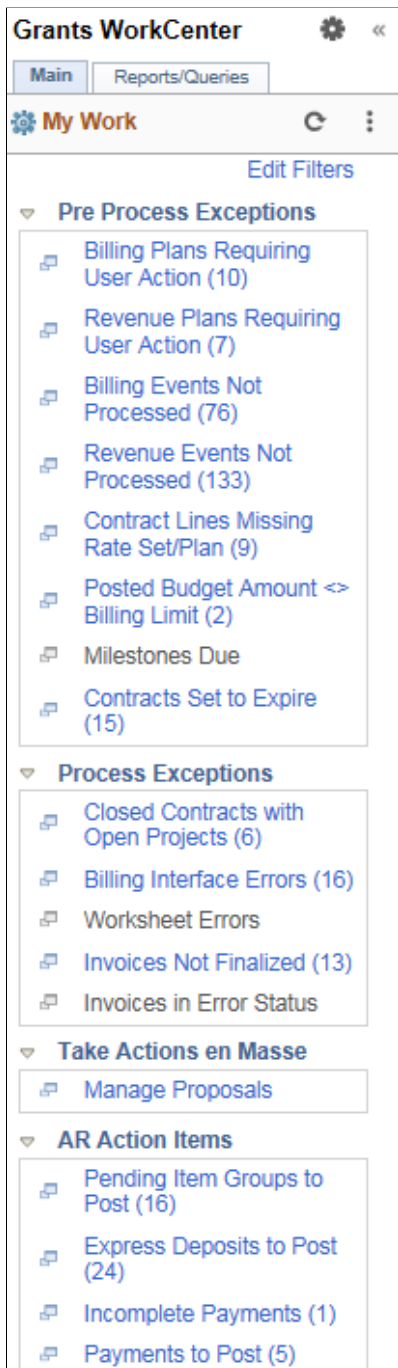 Grants WorkCenter
Main
Reports/Queries
My Work
Edit Filters
Pre Process Exceptions
Billing Plans Requiring
User Action (10)
Revenue Plans Requiring
User Action (7)
Billing Events Not
Processed (76)
Revenue Events Not
Processed (133)
Contract Lines Missing
Rate Set/Plan (9)
Posted Budget Amount <>
Billing Limit (2)
Milestones Due
Contracts Set to Expire
(15)
Process Exceptions
Closed Contracts with
Open Projects (6)
Billing Interface Errors (16)
Worksheet Errors
Invoices Not Finalized (13)
Invoices in Error Status
Take Actions en Masse
Manage Proposals
AR Action Items
Pending Item Groups to
Post (16)
Express Deposits to Post
(24)
Incomplete Payments (1)
Payments to Post (5)